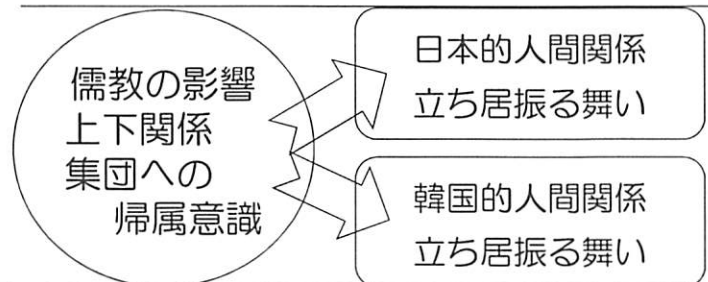 儒教の影響
上下関係
集団への
帰属意識
日本的人間関係
立ち居振る舞い
韓国的人間関係
立ち居振る舞い